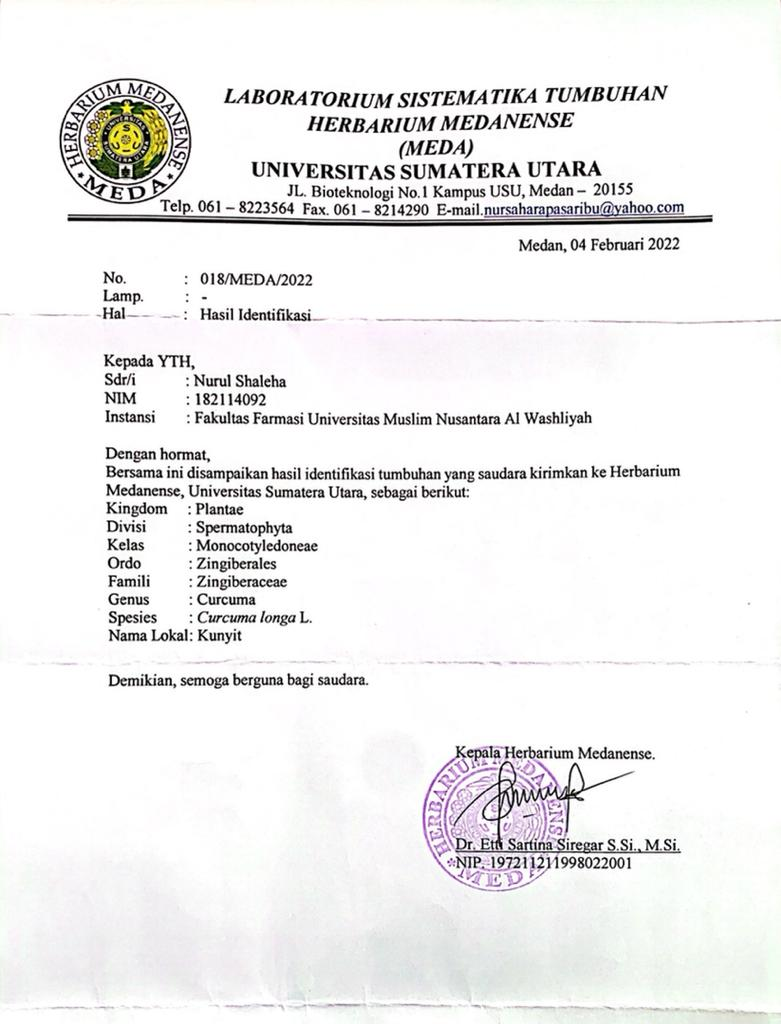 HERBARIUM MEDANENSE
MEDA
LABORATORIUM SISTEMATIKA TUMBUHAN
HERBARIUM MEDANENSE
(MEDA)
UNIVERSITAS SUMATERA UTARA
JL. Bioteknologi No.1 Kampus USU, Medan – 20155
Telp. 061 – 8223564 Fax. 061 – 8214290 E-mail.nursaharapasaribu@yahoo.com
Medan, 04 Februari 2022
No. : 018/MEDA/2022
Lamp. : -
Hal : Hasil Identifikasi
Kepada YTH,
Sdr/i : Nurul Shaleha
NIM : 182114092
Instansi : Fakultas Farmasi Universitas Muslim Nusantara Al Washliyah
Dengan hormat,
Bersama ini disampaikan hasil identifikasi tumbuhan yang saudara kirimkan ke Herbarium
Medanense, Universitas Sumatera Utara, sebagai berikut:
Kingdom : Plantae
Divisi : Spermatophyta
Kelas : Monocotyledoneae
Ordo : Zingiberales
Famili : Zingiberaceae
Genus : Curcuma
Spesies : Curcuma longa L.
Nama Lokal: Kunyit
Demikian, semoga berguna bagi saudara.
Kepala Herbarium Medanense.
HERBARIUM MEDANENSE
MEDA
Dr. Etti Sartina Siregar S.Si., M.Si.
NIP. 197211211998022001